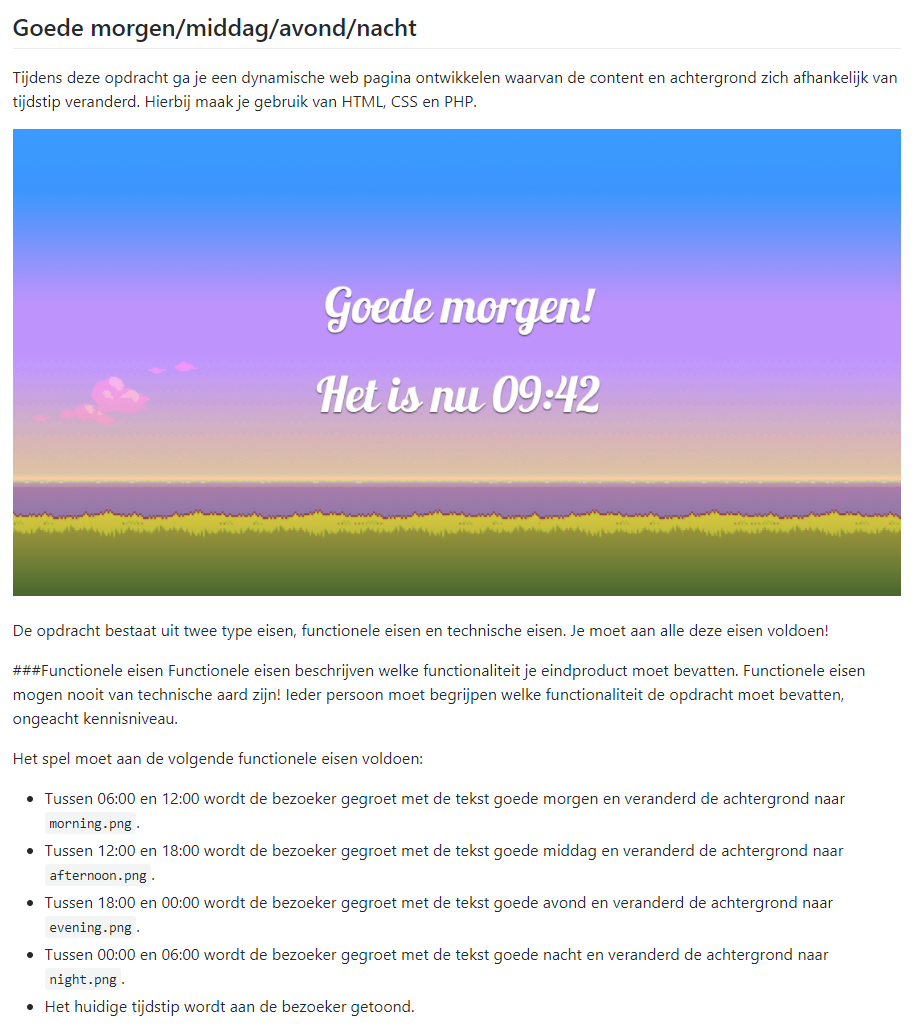 Goede morgen/middag/avond/nacht
Tijdens deze opdracht ga je een dynamische web pagina ontwikkelen waarvan de content en achtergrond zich afhankelijk van
tijdstip veranderd. Hierbij maak je gebruik van HTML, CSS en PHP.
Goede morgen!
Het is nu 09:42
De opdracht bestaat uit twee type eisen, functionele eisen en technische eisen. Je moet aan alle deze eisen voldoen!
###Functionele eisen Functionele eisen beschrijven welke functionaliteit je eindproduct moet bevatten. Functionele eisen
mogen nooit van technische aard zijn! Ieder persoon moet begrijpen welke functionaliteit de opdracht moet bevatten,
ongeacht kennisniveau.
Het spel moet aan de volgende functionele eisen voldoen:
• Tussen 06:00 en 12:00 wordt de bezoeker gegroet met de tekst goede morgen en veranderd de achtergrond naar
morning.png .
• Tussen 12:00 en 18:00 wordt de bezoeker gegroet met de tekst goede middag en veranderd de achtergrond naar
afternoon.png .
• Tussen 18:00 en 00:00 wordt de bezoeker gegroet met de tekst goede avond en veranderd de achtergrond naar
evening.png .
• Tussen 00:00 en 06:00 wordt de bezoeker gegroet met de tekst goede nacht en veranderd de achtergrond naar
night.png .
• Het huidige tijdstip wordt aan de bezoeker getoond.